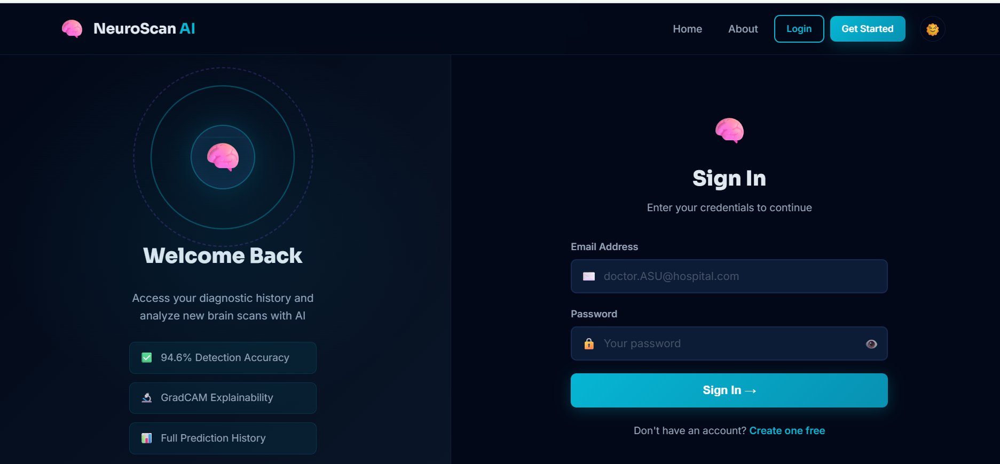 NeuroScan AI
Home
About
Login
Get Started
Welcome Back
Access your diagnostic history and
analyze new brain scans with AI
94.6% Detection Accuracy
GradCAM Explainability
Full Prediction History
Sign In
Enter your credentials to continue
Email Address
doctor.ASU@hospital.com
Password
Your password
Sign In →
Don't have an account? Create one free